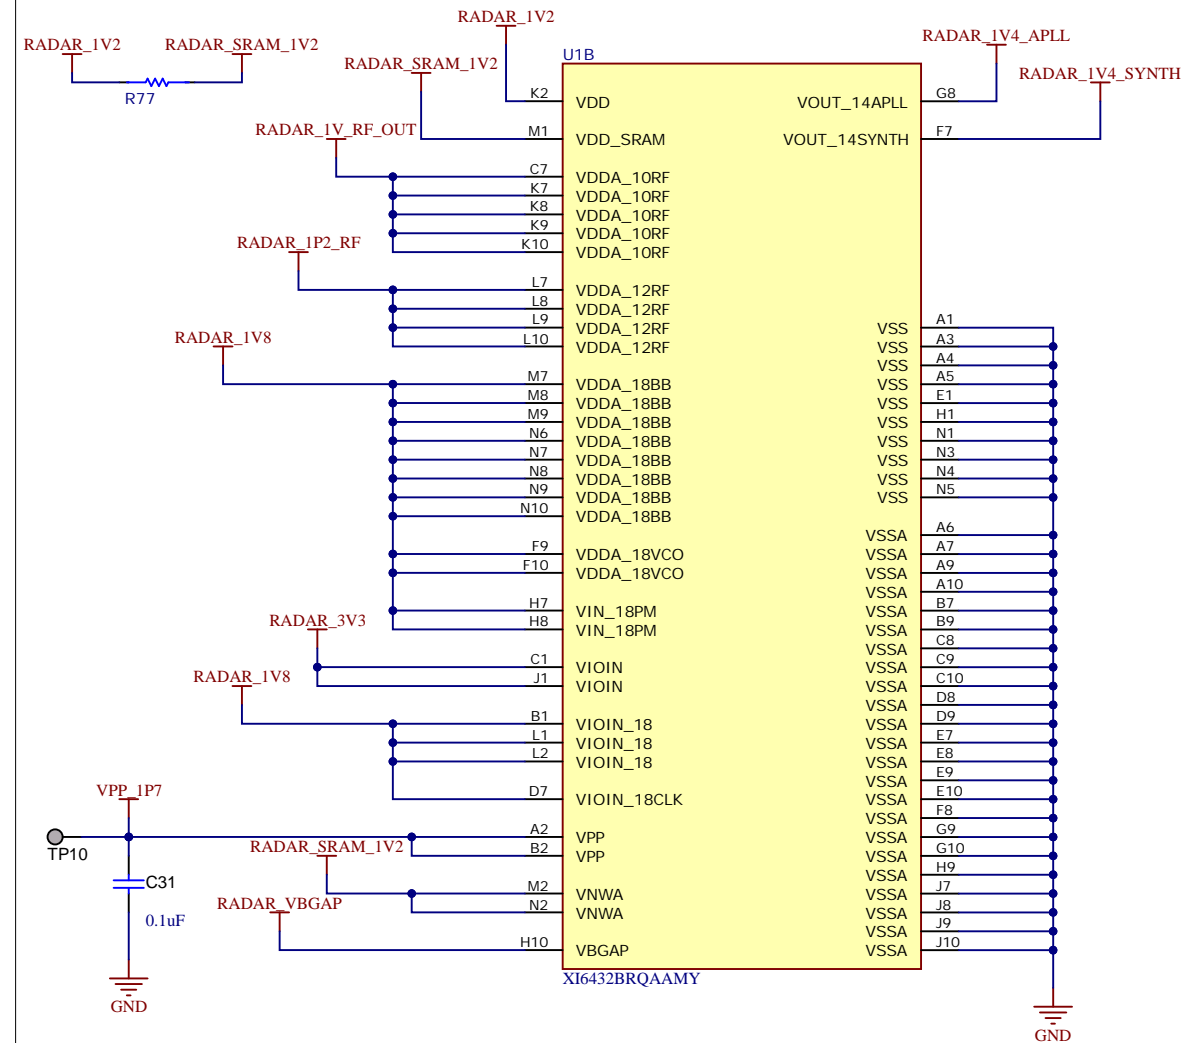 RADAR_1V2
RADAR_SRAM_1V2
R77
RADAR_1V2
RADAR_SRAM_1V2
RADAR_1V_RF_OUT
RADAR_1P2_RF
RADAR_1V8
RADAR_3V3
RADAR_1V8
VPP_1P7
TP10
C31
0.1uF
GND
RADAR_SRAM_1V2
RADAR_VBGAP
U1B
K2 VDD
M1 VDD_SRAM
C7 VDDA_10RF
K7 VDDA_10RF
K8 VDDA_10RF
K9 VDDA_10RF
K10 VDDA_10RF
L7 VDDA_12RF
L8 VDDA_12RF
L9 VDDA_12RF
L10 VDDA_12RF
M7 VDDA_18BB
M8 VDDA_18BB
M9 VDDA_18BB
N6 VDDA_18BB
N7 VDDA_18BB
N8 VDDA_18BB
N9 VDDA_18BB
N10 VDDA_18BB
F9 VDDA_18VCO
F10 VDDA_18VCO
H7 VIN_18PM
H8 VIN_18PM
C1 VIOIN
J1 VIOIN
B1 VIOIN_18
L1 VIOIN_18
L2 VIOIN_18
D7 VIOIN_18CLK
A2 VPP
B2 VPP
M2 VNWA
N2 VNWA
H10 VBGAP
XI6432BRQAAMY
RADAR_1V4_APLL
RADAR_1V4_SYNTH
VOUT_14APLL G8
VOUT_14SYNTH F7
VSS A1
VSS A3
VSS A4
VSS A5
VSS E1
VSS H1
VSS N1
VSS N3
VSS N4
VSS N5
VSSA A6
VSSA A7
VSSA A9
VSSA A10
VSSA B7
VSSA B9
VSSA C8
VSSA C9
VSSA C10
VSSA D8
VSSA D9
VSSA E7
VSSA E8
VSSA E9
VSSA E10
VSSA F8
VSSA G9
VSSA G10
VSSA H9
VSSA J7
VSSA J8
VSSA J9
VSSA J10
GND